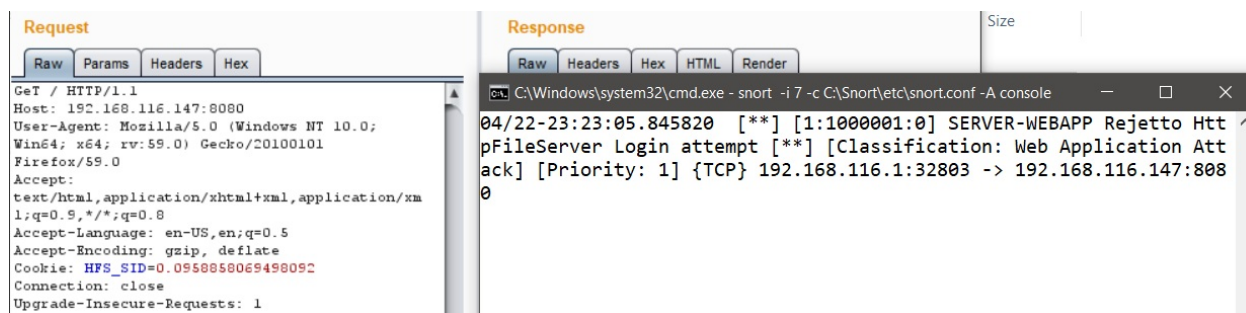 Request
Raw Params Headers Hex
GeT / HTTP/1.1
Host: 192.168.116.147:8080
User-Agent: Mozilla/5.0 (Windows NT 10.0;
Win64; x64; rv:59.0) Gecko/20100101
Firefox/59.0
Accept:
text/html,application/xhtml+xml,application/xm
l;q=0.9,*/*;q=0.8
Accept-Language: en-US,en;q=0.5
Accept-Encoding: gzip, deflate
Cookie: HFS_SID=0.0958858069498092
Connection: close
Upgrade-Insecure-Requests: 1
Response
Raw Headers Hex HTML Render
Size
C:\Windows\system32\cmd.exe - snort -i 7 -c C:\Snort\etc\snort.conf -A console
04/22-23:23:05.845820 [**] [1:1000001:0] SERVER-WEBAPP Rejetto Htt
pFileServer Login attempt [**] [Classification: Web Application Att
ack] [Priority: 1] {TCP} 192.168.116.1:32803 -> 192.168.116.147:808
0